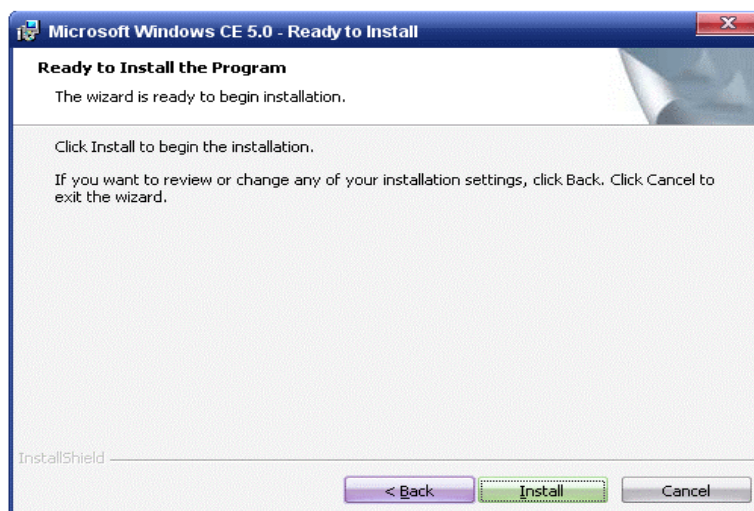 Microsoft Windows CE 5.0 - Ready to Install
Ready to Install the Program
The wizard is ready to begin installation.
Click Install to begin the installation.
If you want to review or change any of your installation settings, click Back. Click Cancel to
exit the wizard.
InstallShield
< Back Install Cancel